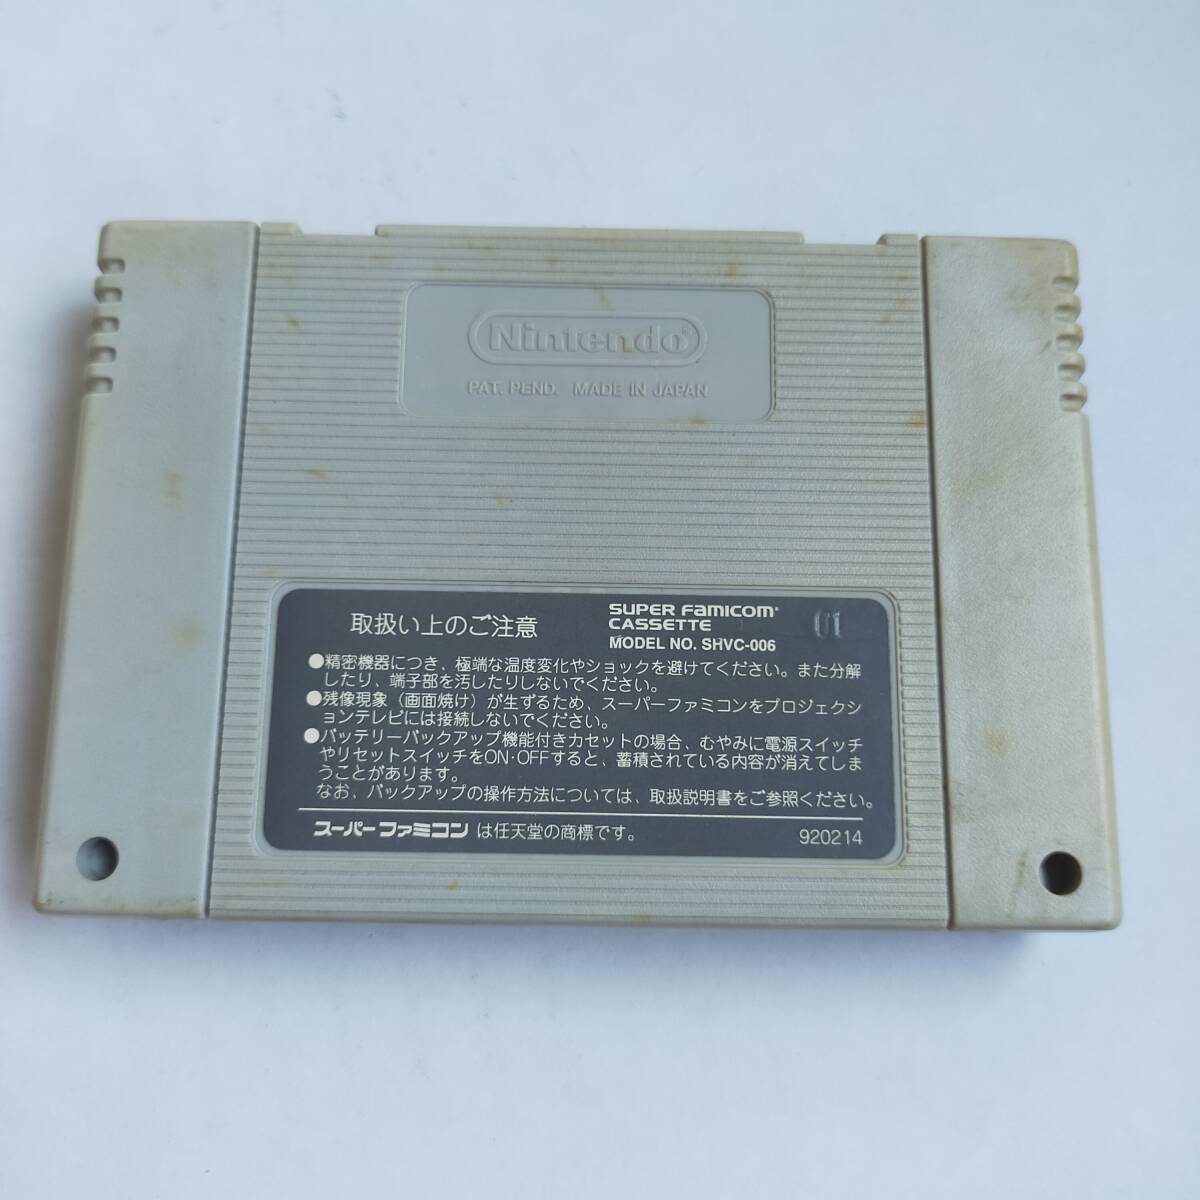 Nintendo®
PAT. PEND. MADE IN JAPAN
取扱い上のご注意
SUPER FAMICOM®
CASSETTE
MODEL NO. SHVC-006
01
●精密機器につき、極端な温度変化やショックを避けてください。また分解
したり、端子部を汚したりしないでください。
●残像現象（画面焼け）が生ずるため、スーパーファミコンをプロジェクシ
ョンテレビには接続しないでください。
●バッテリーバックアップ機能付きカセットの場合、むやみに電源スイッチ
やリセットスイッチをON・OFFすると、蓄積されている内容が消えてしま
うことがあります。
なお、バックアップの操作方法については、取扱説明書をご参照ください。
スーパーファミコン は任天堂の商標です。
920214